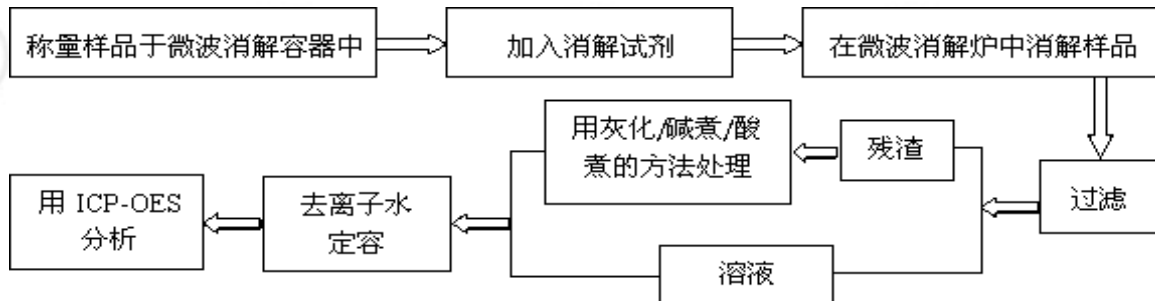 称量样品于微波消解容器中
加入消解试剂
在微波消解炉中消解样品
过滤
残渣
用灰化/碱煮/酸
煮的方法处理
溶液
去离子水
定容
用 ICP-OES
分析